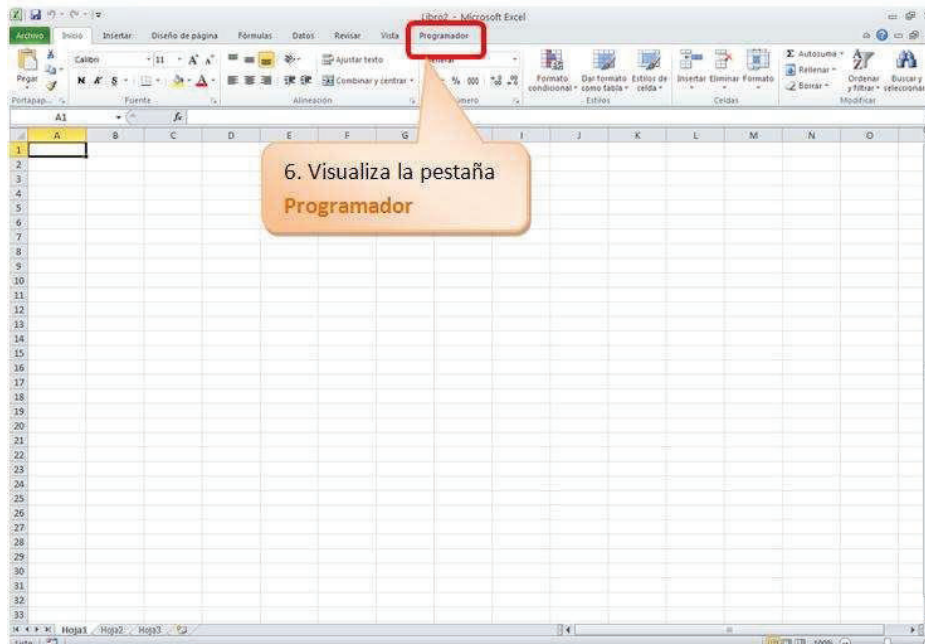 Libro2 - Microsoft Excel
Archivo Inicio Insertar Diseño de página Fórmulas Datos Revisar Vista Programador
Calibri 11 A A Ajustar texto Σ Autosuma
Rellenar
Pegar N K S Combinar y centrar % 000 Formato condicional Dar formato como tabla Estilos de celda Insertar Eliminar Formato Borrar Ordenar y filtrar Buscar y seleccionar
Portapap... Fuente Alineación Estilos Celdas Modificar
A1 fx
A B C D E F G I J K L M N O
1
2
3
4
5
6
7
8
9
10
11
12
13
14
15
16
17
18
19
20
21
22
23
24
25
26
27
28
29
30
31
32
33
6. Visualiza la pestaña
Programador
Hoja1 Hoja2 Hoja3
Listo 100%